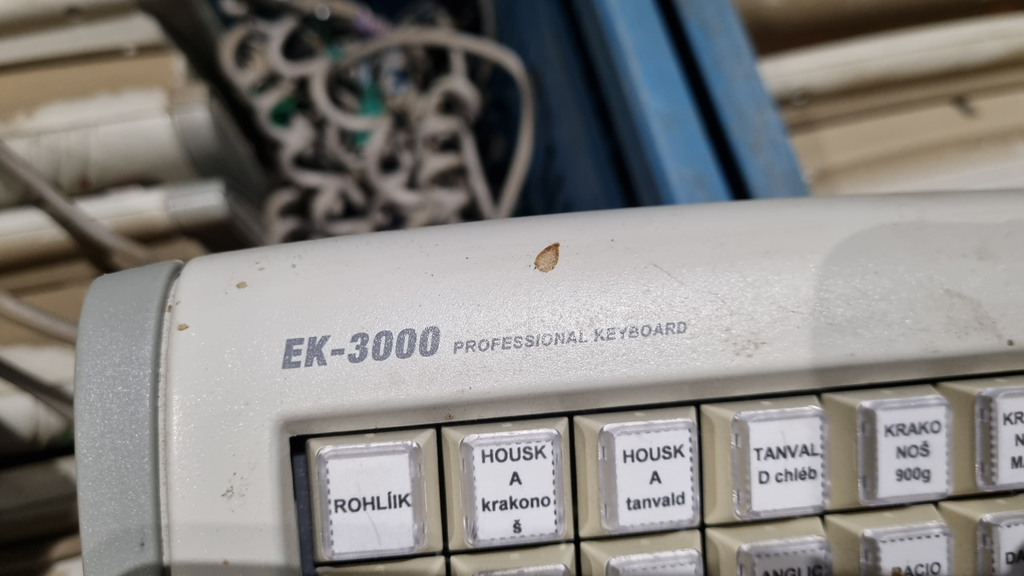 EK-3000 PROFESSIONAL KEYBOARD
ROHLÍIK
HOUSK
A
krakono
š
HOUSK
A
tanvald
TANVAL
D chléb
KRAKO
NOŠ
900g